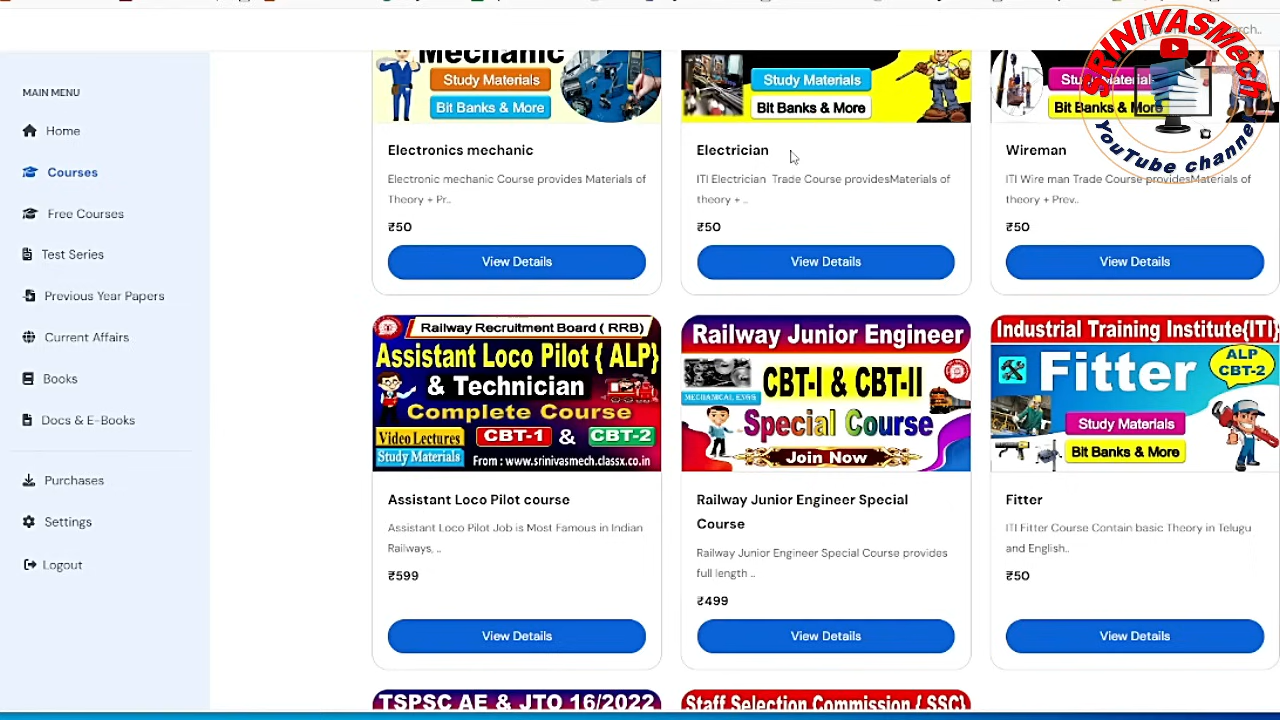 SRINIVASMech
YouTube channe
MAIN MENU
Home
Courses
Free Courses
Test Series
Previous Year Papers
Current Affairs
Books
Docs & E-Books
Purchases
Settings
Logout
Mechanic
Study Materials
Bit Banks & More
Electronics mechanic
Electronic mechanic Course provides Materials of
Theory + Pr..
₹50
View Details
Study Materials
Bit Banks & More
Electrician
ITI Electrician Trade Course providesMaterials of
theory + ..
₹50
View Details
Study Materials
Bit Banks & More
Wireman
ITI Wire man Trade Course providesMaterials of
theory + Prev..
₹50
View Details
Railway Recruitment Board ( RRB)
Assistant Loco Pilot { ALP}
& Technician
Complete Course
Video Lectures
CBT-1 & CBT-2
Study Materials
From : www.srinivasmech.classx.co.in
Assistant Loco Pilot course
Assistant Loco Pilot Job is Most Famous in Indian
Railways, ..
₹599
View Details
Railway Junior Engineer
CBT-I & CBT-II
MECHANICAL ENGG
Special Course
Join Now
Railway Junior Engineer Special
Course
Railway Junior Engineer Special Course provides
full length ..
₹499
View Details
Industrial Training Institute{ITI}
Fitter
ALP
CBT-2
Study Materials
Bit Banks & More
Fitter
ITI Fitter Course Contain basic Theory in Telugu
and English..
₹50
View Details
TSPSC AE & JTO 16/2022
Staff Selection Commission { SSC}